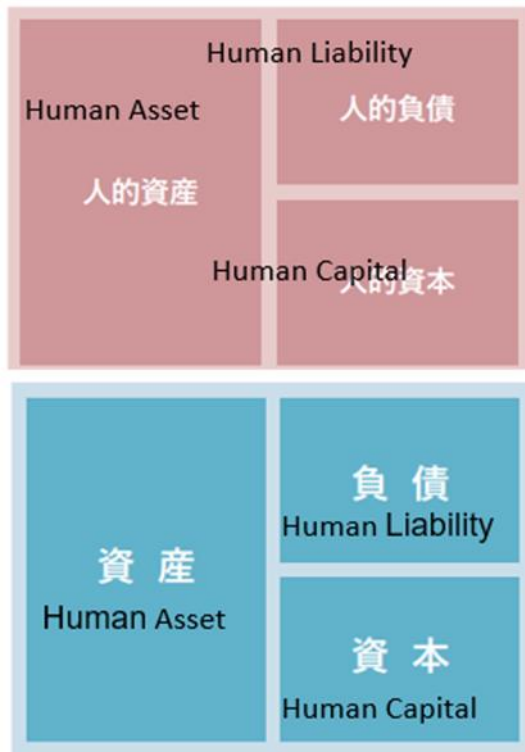 Human Liability
Human Asset
人的負債
人的資産
Human Capital
人的資本
負 債
Human Liability
資 産
Human Asset
資 本
Human Capital